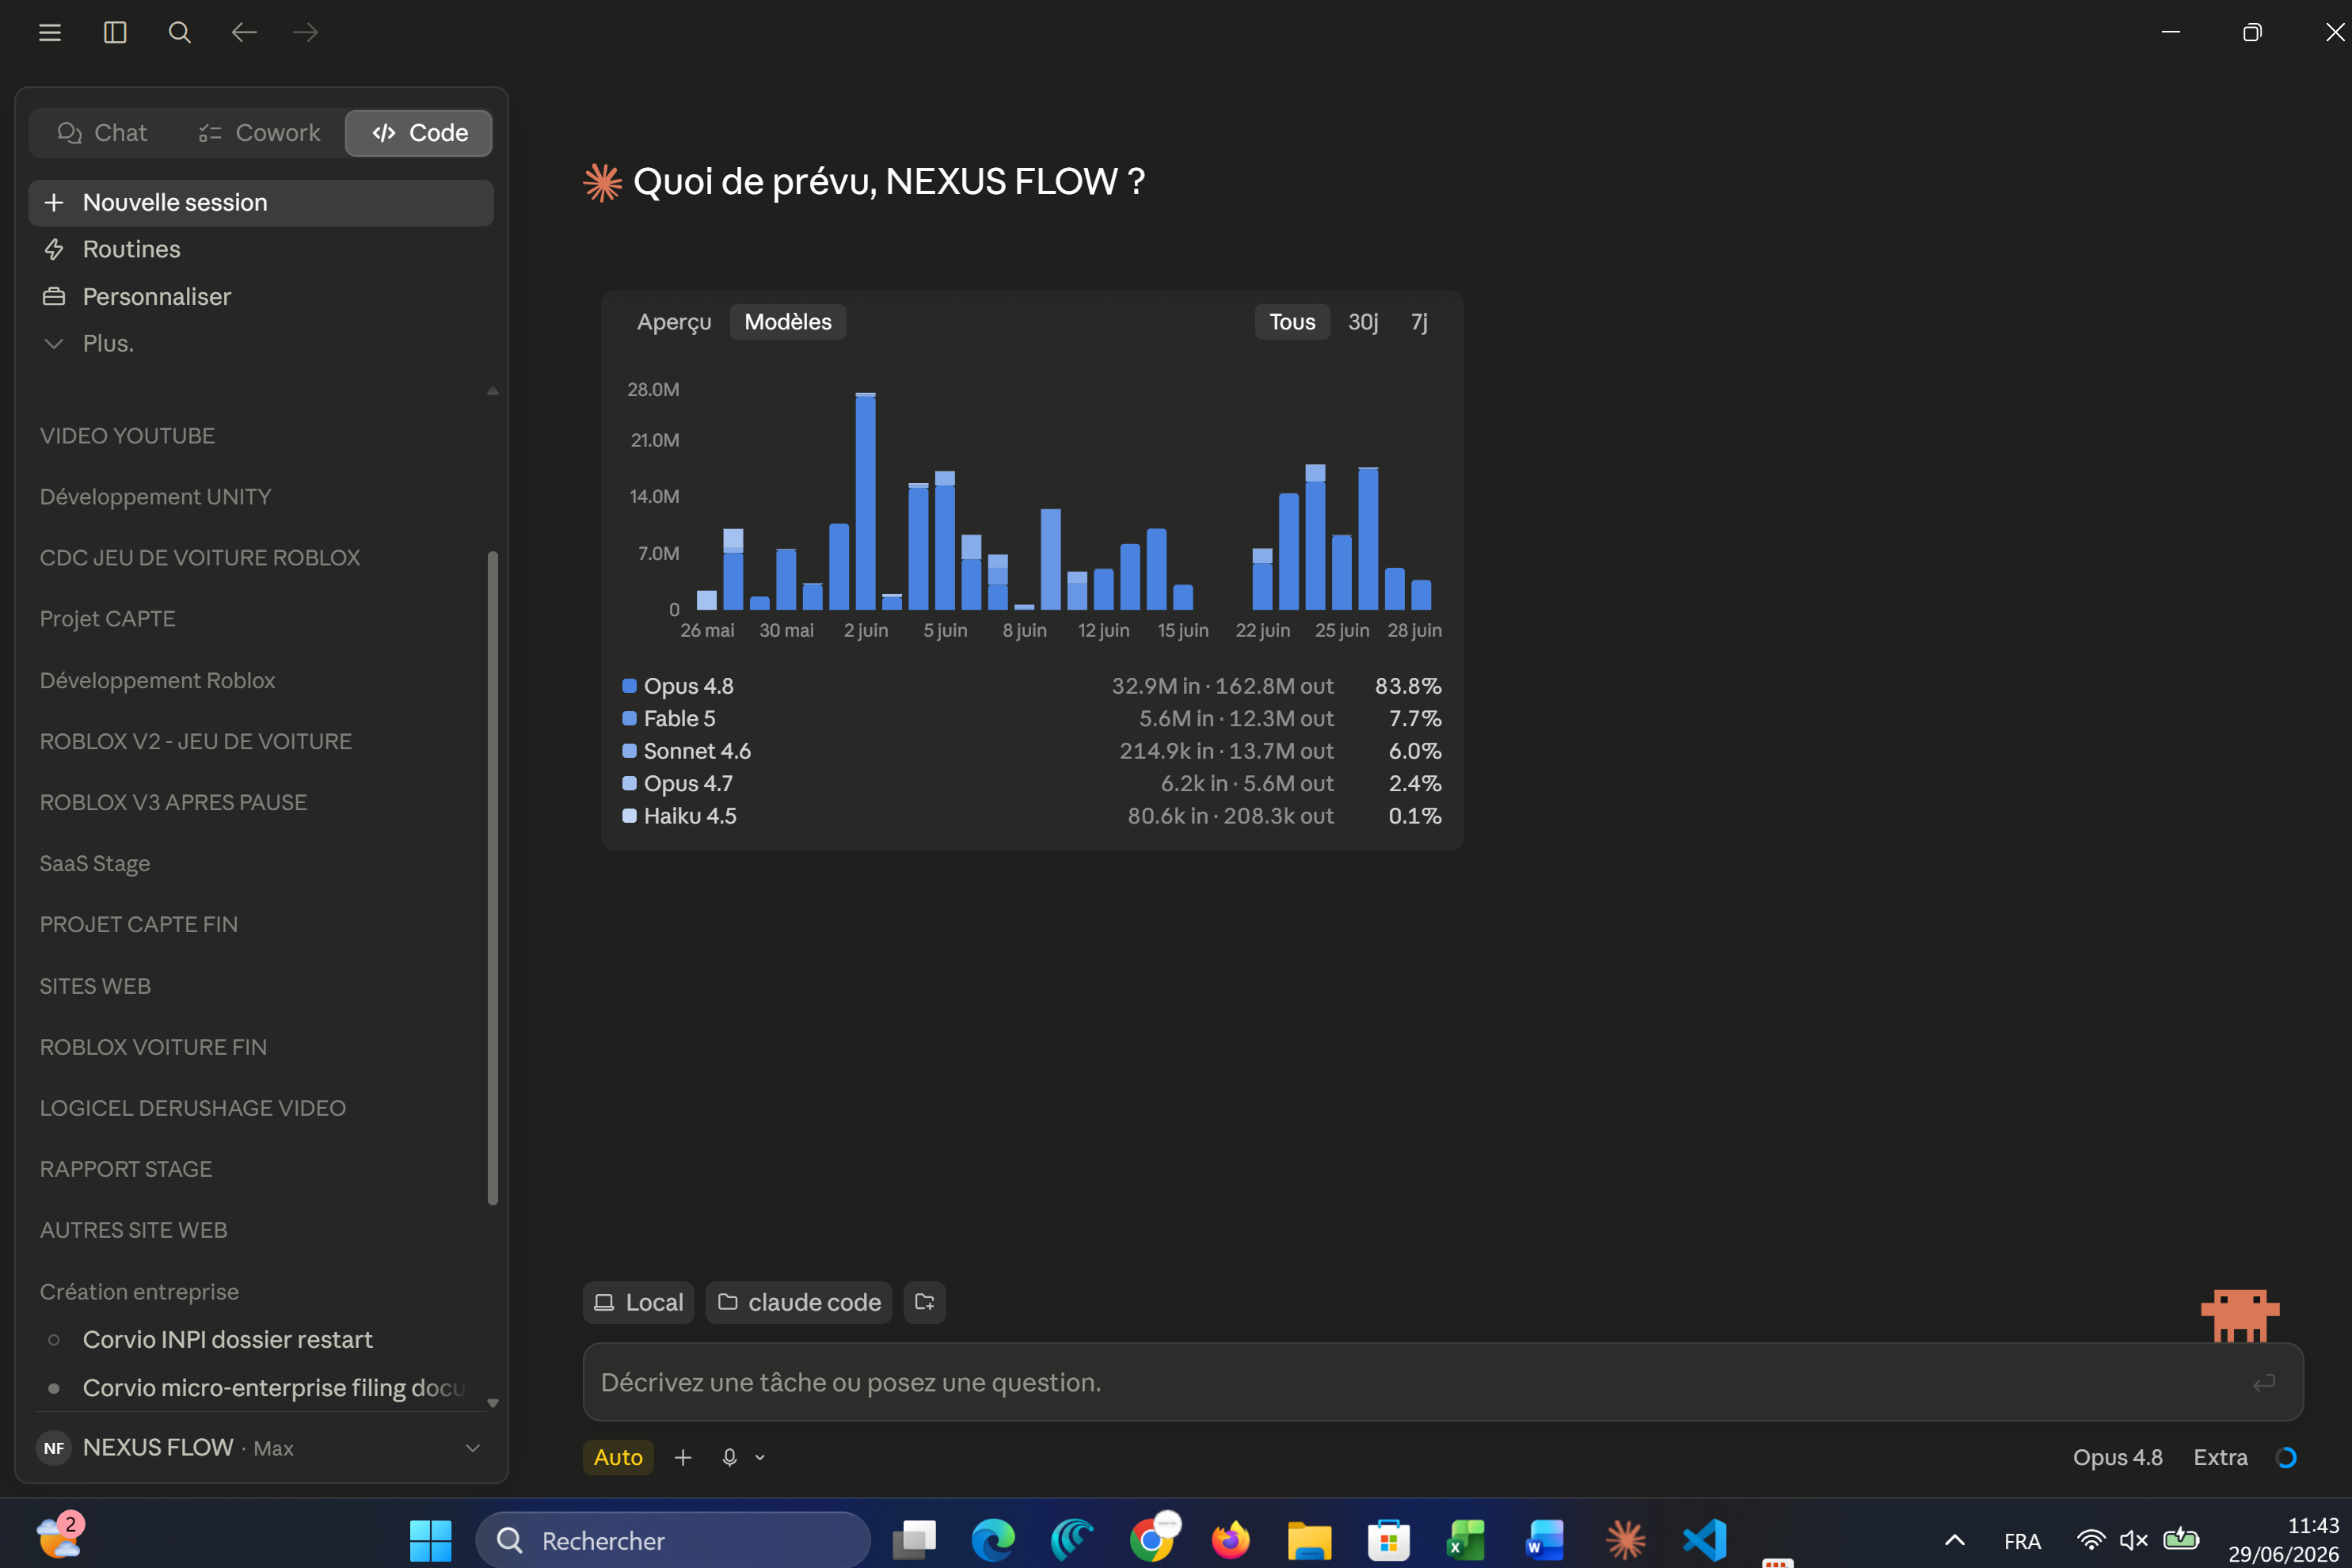 Chat Cowork Code
Nouvelle session
Routines
Personnaliser
Plus.
VIDEO YOUTUBE
Développement UNITY
CDC JEU DE VOITURE ROBLOX
Projet CAPTE
Développement Roblox
ROBLOX V2 - JEU DE VOITURE
ROBLOX V3 APRES PAUSE
SaaS Stage
PROJET CAPTE FIN
SITES WEB
ROBLOX VOITURE FIN
LOGICEL DERUSHAGE VIDEO
RAPPORT STAGE
AUTRES SITE WEB
Création entreprise
Corvio INPI dossier restart
Corvio micro-enterprise filing docu
NF NEXUS FLOW · Max
Quoi de prévu, NEXUS FLOW ?
Aperçu Modèles Tous 30j 7j
28.0M
21.0M
14.0M
7.0M
0
26 mai 30 mai 2 juin 5 juin 8 juin 12 juin 15 juin 22 juin 25 juin 28 juin
Opus 4.8 32.9M in · 162.8M out 83.8%
Fable 5 5.6M in · 12.3M out 7.7%
Sonnet 4.6 214.9k in · 13.7M out 6.0%
Opus 4.7 6.2k in · 5.6M out 2.4%
Haiku 4.5 80.6k in · 208.3k out 0.1%
Local claude code
Décrivez une tâche ou posez une question.
Auto Opus 4.8 Extra
2 Rechercher FRA 11:43
29/06/2026